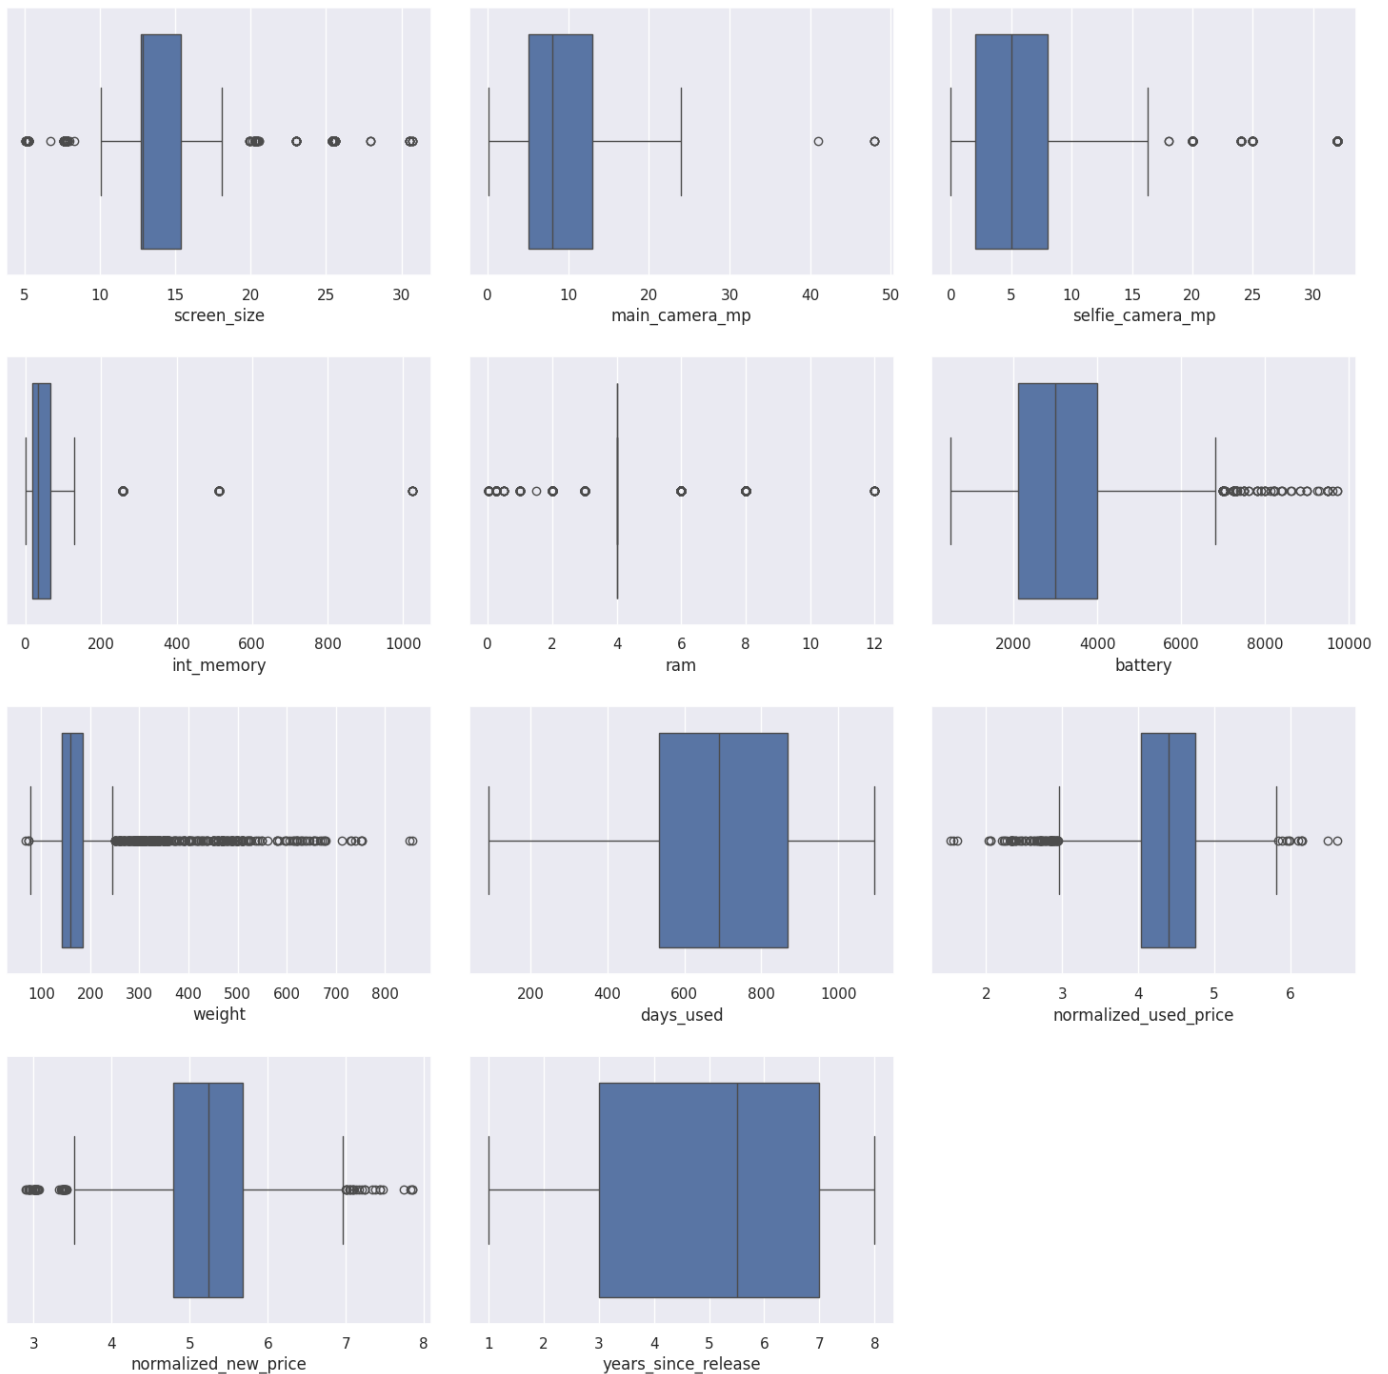 5 10 15 20 25 30
screen_size
0 10 20 30 40 50
main_camera_mp
0 5 10 15 20 25 30
selfie_camera_mp
0 200 400 600 800 1000
int_memory
0 2 4 6 8 10 12
ram
2000 4000 6000 8000 10000
battery
100 200 300 400 500 600 700 800
weight
200 400 600 800 1000
days_used
2 3 4 5 6
normalized_used_price
3 4 5 6 7 8
normalized_new_price
1 2 3 4 5 6 7 8
years_since_release